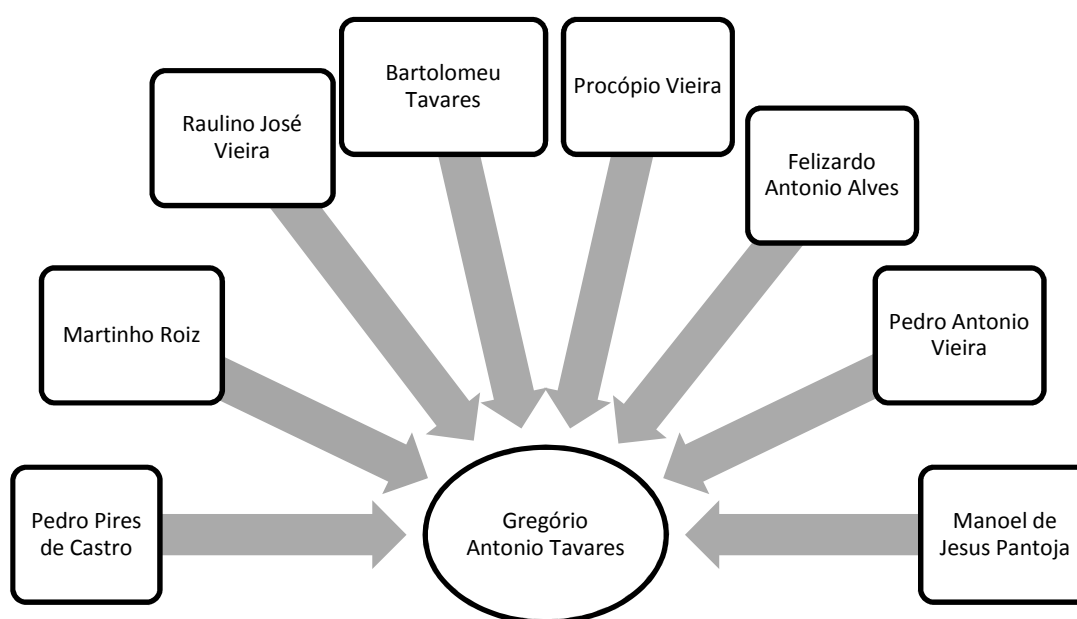 Bartolomeu
Tavares
Procópio Vieira
Raulino José
Vieira
Felizardo
Antonio Alves
Martinho Roiz
Pedro Antonio
Vieira
Pedro Pires
de Castro
Gregório
Antonio Tavares
Manoel de
Jesus Pantoja